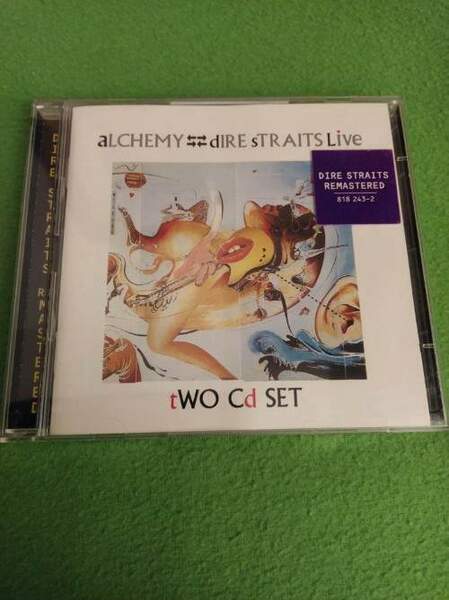 aLCHEMY ⇆ dIRE sTRAITS Live
DIRE STRAITS
REMASTERED
818 243-2
tWO Cd SET
DIRE STRAITS REMASTERED